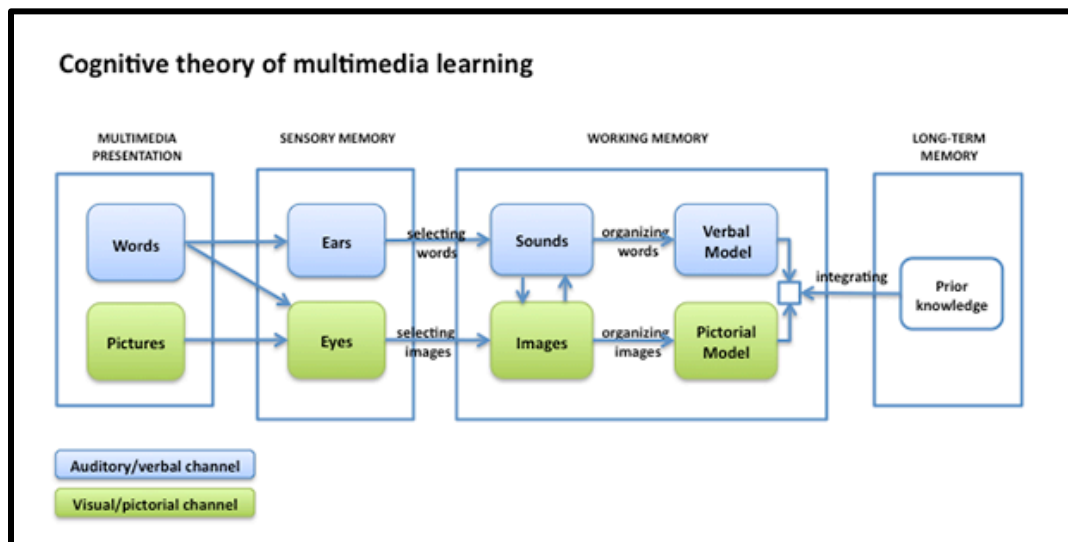 Cognitive theory of multimedia learning
MULTIMEDIA
PRESENTATION
SENSORY MEMORY
WORKING MEMORY
LONG-TERM
MEMORY
Words
Ears
selecting
words
Sounds
organizing
words
Verbal
Model
integrating
Prior
knowledge
Pictures
Eyes
selecting
images
Images
organizing
images
Pictorial
Model
Auditory/verbal channel
Visual/pictorial channel